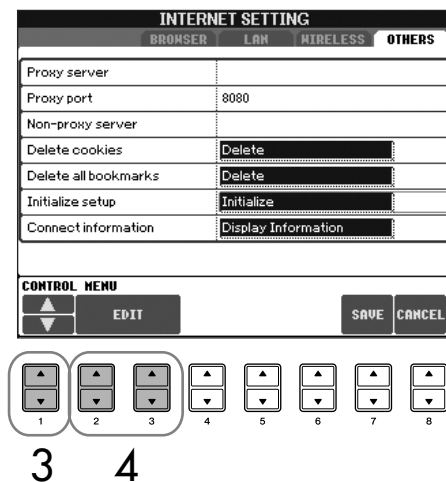 INTERNET SETTING
BROWSER LAN WIRELESS OTHERS
Proxy server
Proxy port 8080
Non-proxy server
Delete cookies Delete
Delete all bookmarks Delete
Initialize setup Initialize
Connect information Display Information
CONTROL MENU
EDIT SAVE CANCEL
1 2 3 4 5 6 7 8
3 4